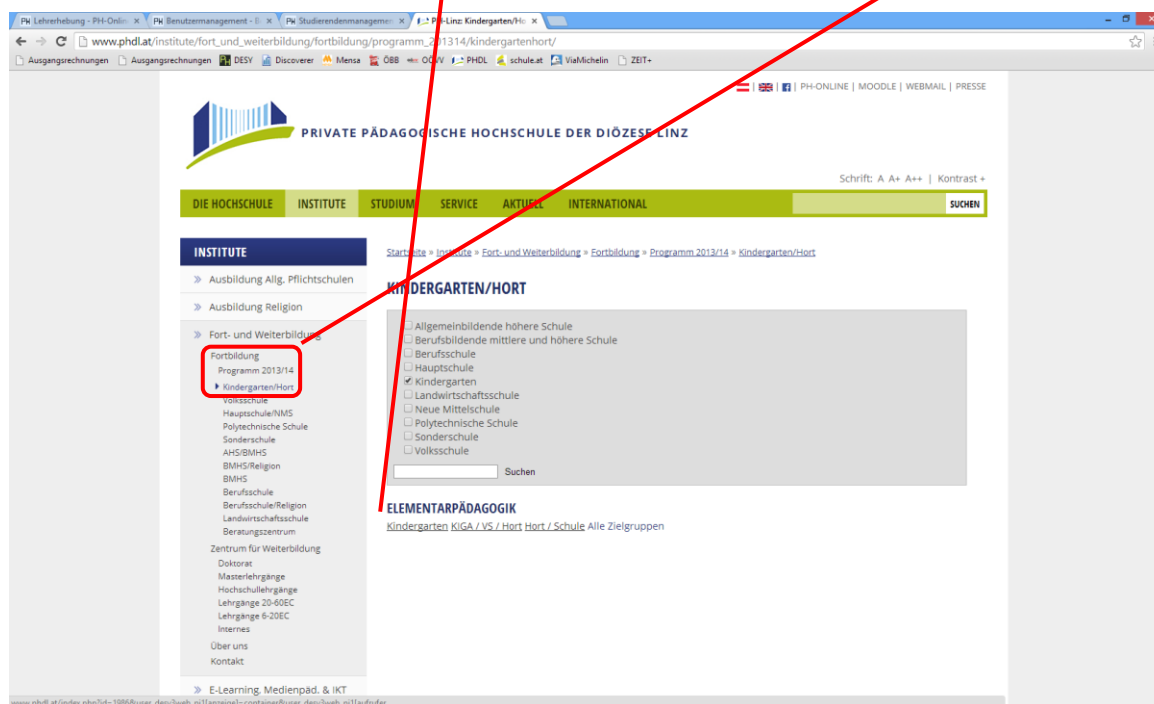 PH Lehrerhebung - PH-Online
PH Benutzermanagement - B
PH Studierendenmanagemen
PH-Linz: Kindergarten/Ho
www.phdl.at/institute/fort_und_weiterbildung/fortbildung/programm_201314/kindergartenhort/
Ausgangsrechnungen Ausgangsrechnungen DESY Discoverer Mensa ÖBB OÖVV PHDL schule.at ViaMichelin ZEIT+
| PH-ONLINE | MOODLE | WEBMAIL | PRESSE
PRIVATE PÄDAGOGISCHE HOCHSCHULE DER DIÖZESE LINZ
Schrift: A A+ A++ | Kontrast +
DIE HOCHSCHULE INSTITUTE STUDIUM SERVICE AKTUELL INTERNATIONAL SUCHEN
INSTITUTE
» Ausbildung Allg. Pflichtschulen
» Ausbildung Religion
» Fort- und Weiterbildung
Fortbildung
Programm 2013/14
Kindergarten/Hort
Volksschule
Hauptschule/NMS
Polytechnische Schule
Sonderschule
AHS/BMHS
BMHS/Religion
BMHS
Berufsschule
Berufsschule/Religion
Landwirtschaftsschule
Beratungszentrum
Zentrum für Weiterbildung
Doktorat
Masterlehrgänge
Hochschullehrgänge
Lehrgänge 20-60EC
Lehrgänge 6-20EC
Internes
Über uns
Kontakt
» E-Learning, Medienpäd. & IKT
Startseite » Institute » Fort- und Weiterbildung » Fortbildung » Programm 2013/14 » Kindergarten/Hort
KINDERGARTEN/HORT
Allgemeinbildende höhere Schule
Berufsbildende mittlere und höhere Schule
Berufsschule
Hauptschule
Kindergarten
Landwirtschaftsschule
Neue Mittelschule
Polytechnische Schule
Sonderschule
Volksschule
Suchen
ELEMENTARPÄDAGOGIK
Kindergarten KIGA / VS / Hort Hort / Schule Alle Zielgruppen